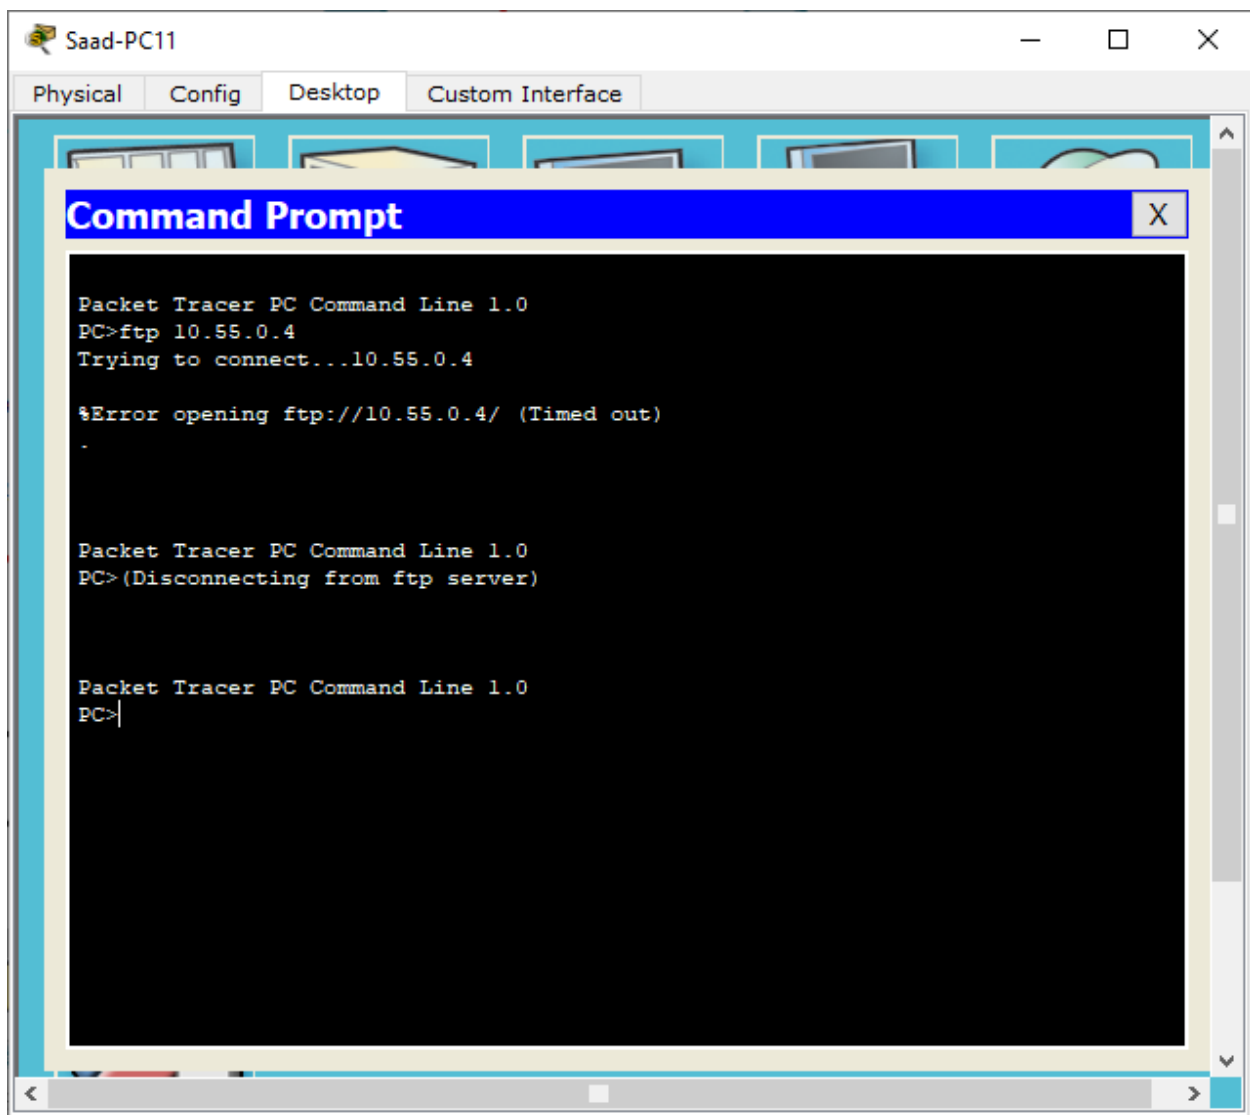 Saad-PC11
Physical Config Desktop Custom Interface
Command Prompt X
Packet Tracer PC Command Line 1.0
PC>ftp 10.55.0.4
Trying to connect...10.55.0.4
%Error opening ftp://10.55.0.4/ (Timed out)
.
Packet Tracer PC Command Line 1.0
PC>(Disconnecting from ftp server)
Packet Tracer PC Command Line 1.0
PC>